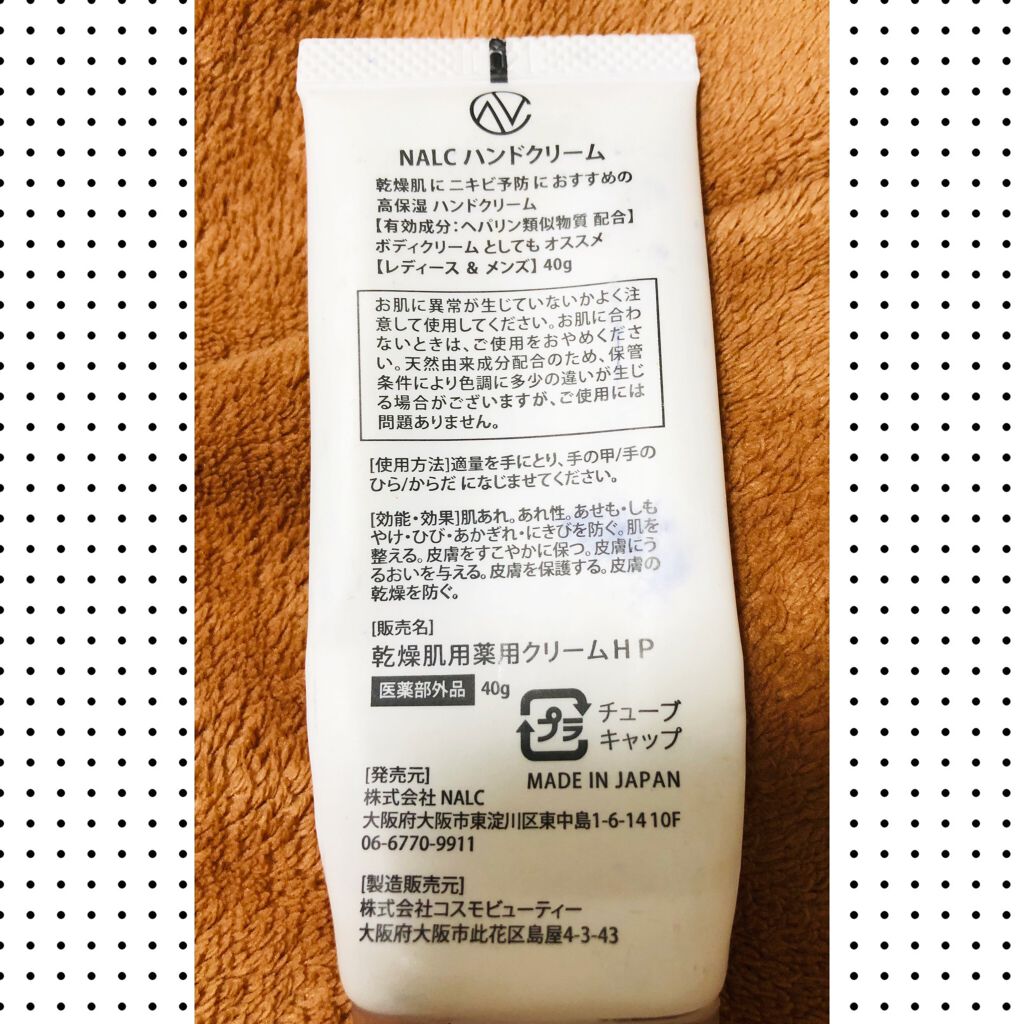 NALC ハンドクリーム
乾燥肌 に ニキビ予防 に おすすめの
高保湿 ハンドクリーム
【有効成分：ヘパリン類似物質 配合】
ボディクリーム としても オススメ
【レディース & メンズ】 40g
お肌に異常が生じていないかよく注
意して使用してください。お肌に合わ
ないときは、ご使用をおやめくださ
い。天然由来成分配合のため、保管
条件により色調に多少の違いが生じ
る場合がございますが、ご使用には
問題ありません。
[使用方法]適量を手にとり、手の甲/手の
ひら/からだ になじませてください。
[効能・効果]肌あれ。あれ性。あせも・しも
やけ・ひび・あかぎれ・にきびを防ぐ。肌を
整える。皮膚をすこやかに保つ。皮膚にう
るおいを与える。皮膚を保護する。皮膚の
乾燥を防ぐ。
[販売名]
乾燥肌用薬用クリームＨＰ
医薬部外品 40g
プラ チューブ
キャップ
MADE IN JAPAN
[発売元]
株式会社 NALC
大阪府大阪市東淀川区東中島1-6-14 10F
06-6770-9911
[製造販売元]
株式会社コスモビューティー
大阪府大阪市此花区島屋4-3-43